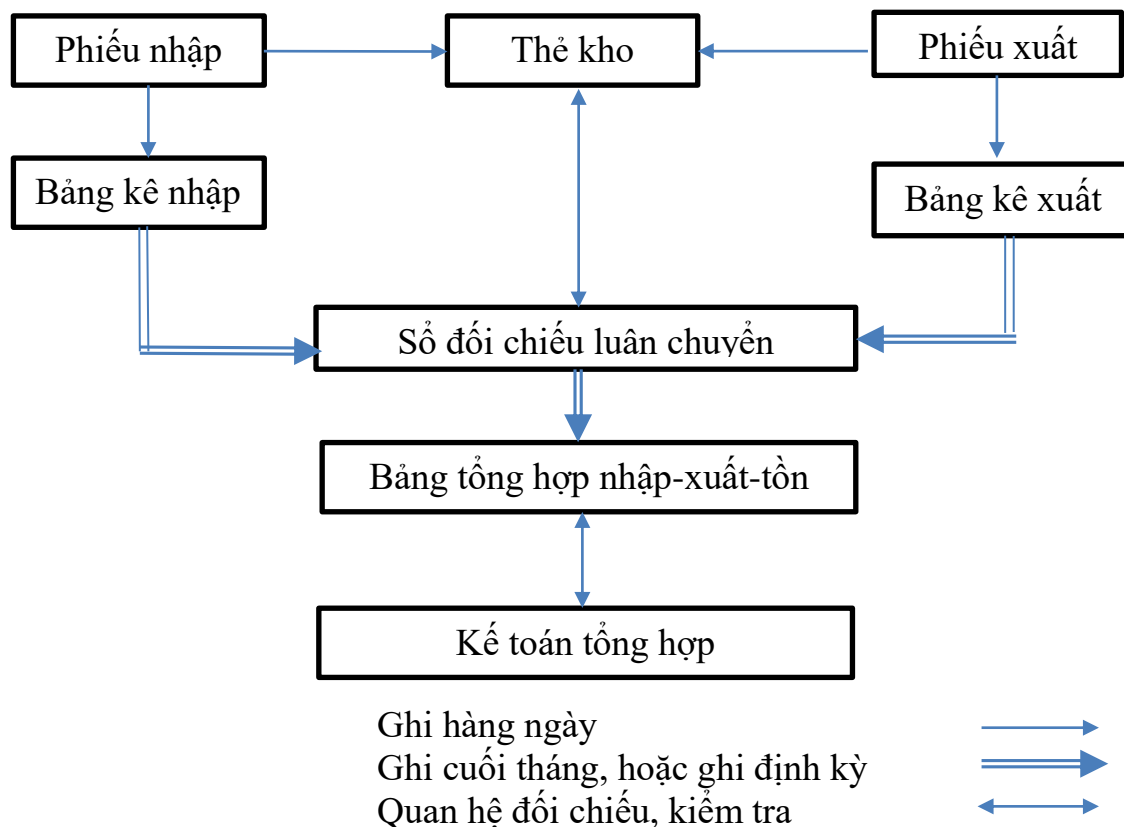 Phiếu nhập
Thẻ kho
Phiếu xuất
Bảng kê nhập
Bảng kê xuất
Sổ đối chiếu luân chuyển
Bảng tổng hợp nhập-xuất-tồn
Kế toán tổng hợp
Ghi hàng ngày
Ghi cuối tháng, hoặc ghi định kỳ
Quan hệ đối chiếu, kiểm tra